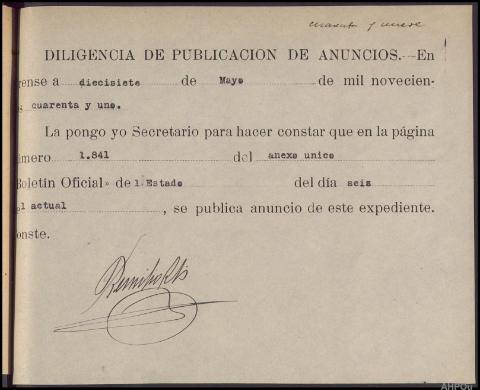 cuarenta y nueve
DILIGENCIA DE PUBLICACION DE ANUNCIOS.—En
rense a diecisiete de Mayo de mil novecien-
s cuarenta y uno.
La pongo yo Secretario para hacer constar que en la página
úmero 1.841 del anexo unico
Boletín Oficial» de l Estado del día seis
el actual, se publica anuncio de este expediente.
onste.
AHPOu